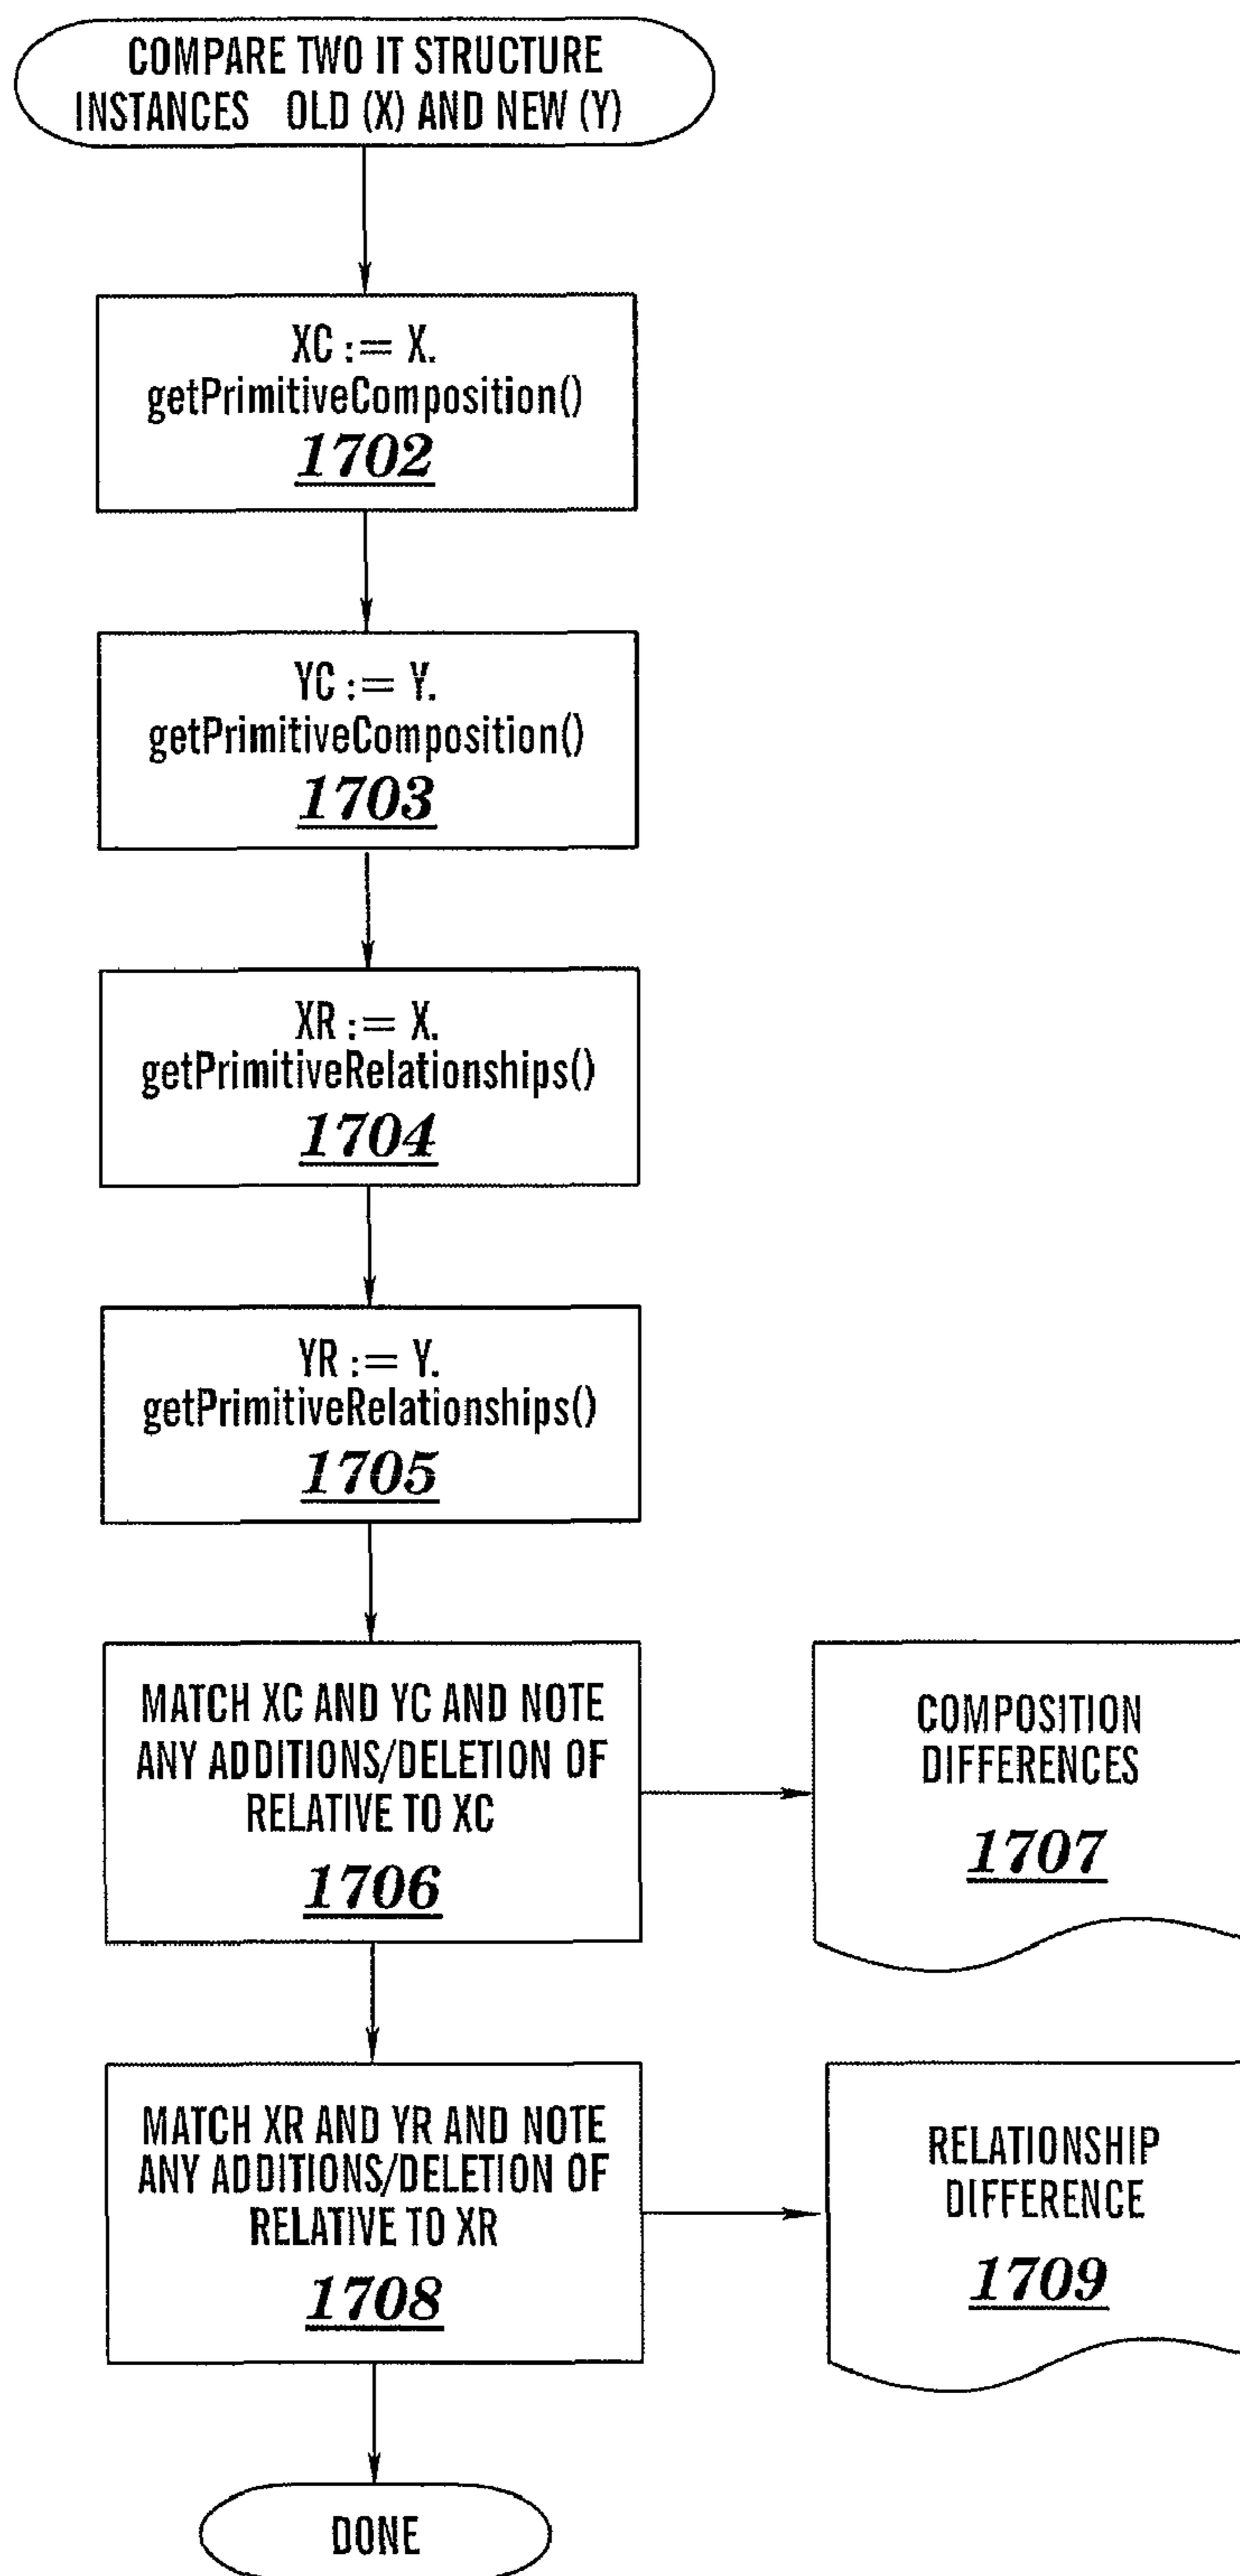 COMPARE TWO IT STRUCTURE
INSTANCES OLD (X) AND NEW (Y)
XC := X.
getPrimitiveComposition()
1702
YC := Y.
getPrimitiveComposition()
1703
XR := X.
getPrimitiveRelationships()
1704
YR := Y.
getPrimitiveRelationships()
1705
MATCH XC AND YC AND NOTE
ANY ADDITIONS/DELETION OF
RELATIVE TO XC
1706
COMPOSITION
DIFFERENCES
1707
MATCH XR AND YR AND NOTE
ANY ADDITIONS/DELETION OF
RELATIVE TO XR
1708
RELATIONSHIP
DIFFERENCE
1709
DONE